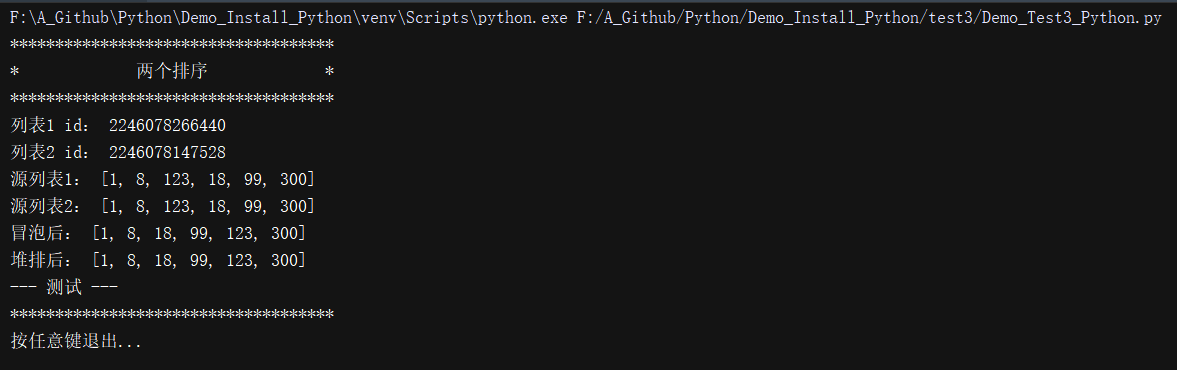 F:\A_Github\Python\Demo_Install_Python\venv\Scripts\python.exe F:/A_Github/Python/Demo_Install_Python/test3/Demo_Test3_Python.py
************************************
*             两个排序             *
************************************
列表1 id： 2246078266440
列表2 id： 2246078147528
源列表1： [1, 8, 123, 18, 99, 300]
源列表2： [1, 8, 123, 18, 99, 300]
冒泡后： [1, 8, 18, 99, 123, 300]
堆排后： [1, 8, 18, 99, 123, 300]
--- 测试 ---
************************************
按任意键退出...